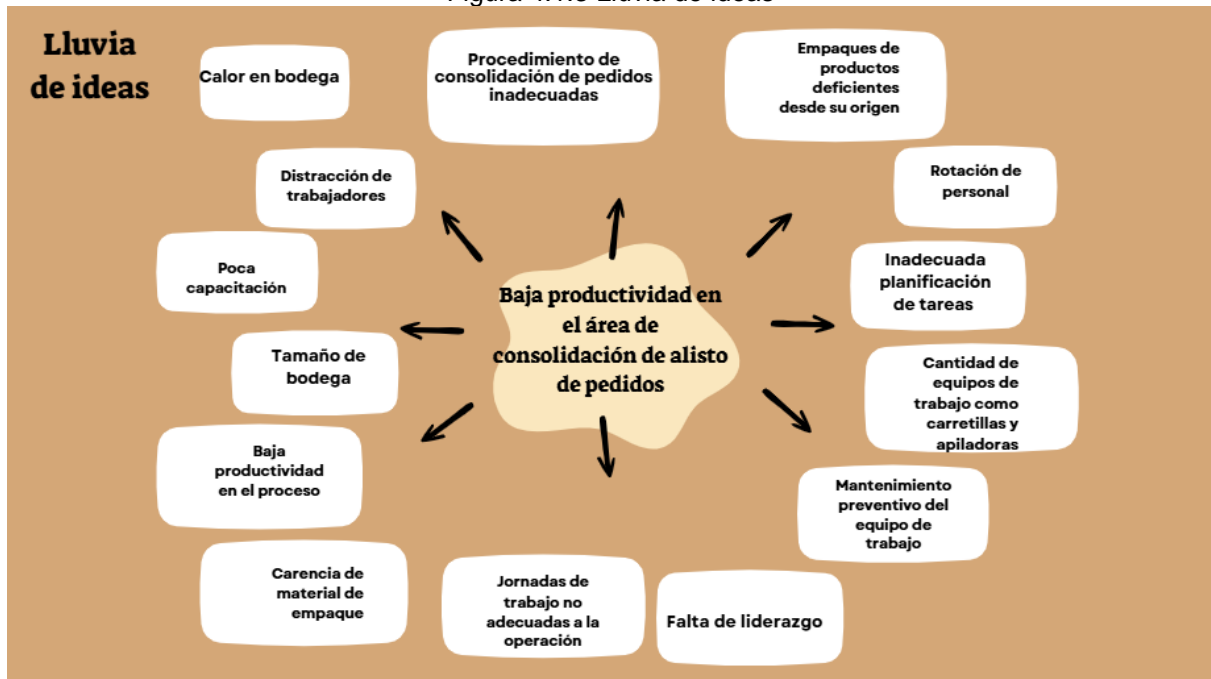 Lluvia
de ideas
Calor en bodega
Procedimiento de
consolidación de pedidos
inadecuadas
Empaques de
productos
deficientes
desde su origen
Distracción de
trabajadores
Rotación de
personal
Poca
capacitación
Inadecuada
planificación
de tareas
Baja productividad en
el área de
consolidación de alisto
de pedidos
Tamaño de
bodega
Cantidad de
equipos de
trabajo como
carretillas y
apiladoras
Baja
productividad
en el proceso
Mantenimiento
preventivo del
equipo de
trabajo
Carencia de
material de
empaque
Jornadas de
trabajo no
adecuadas a la
operación
Falta de liderazgo